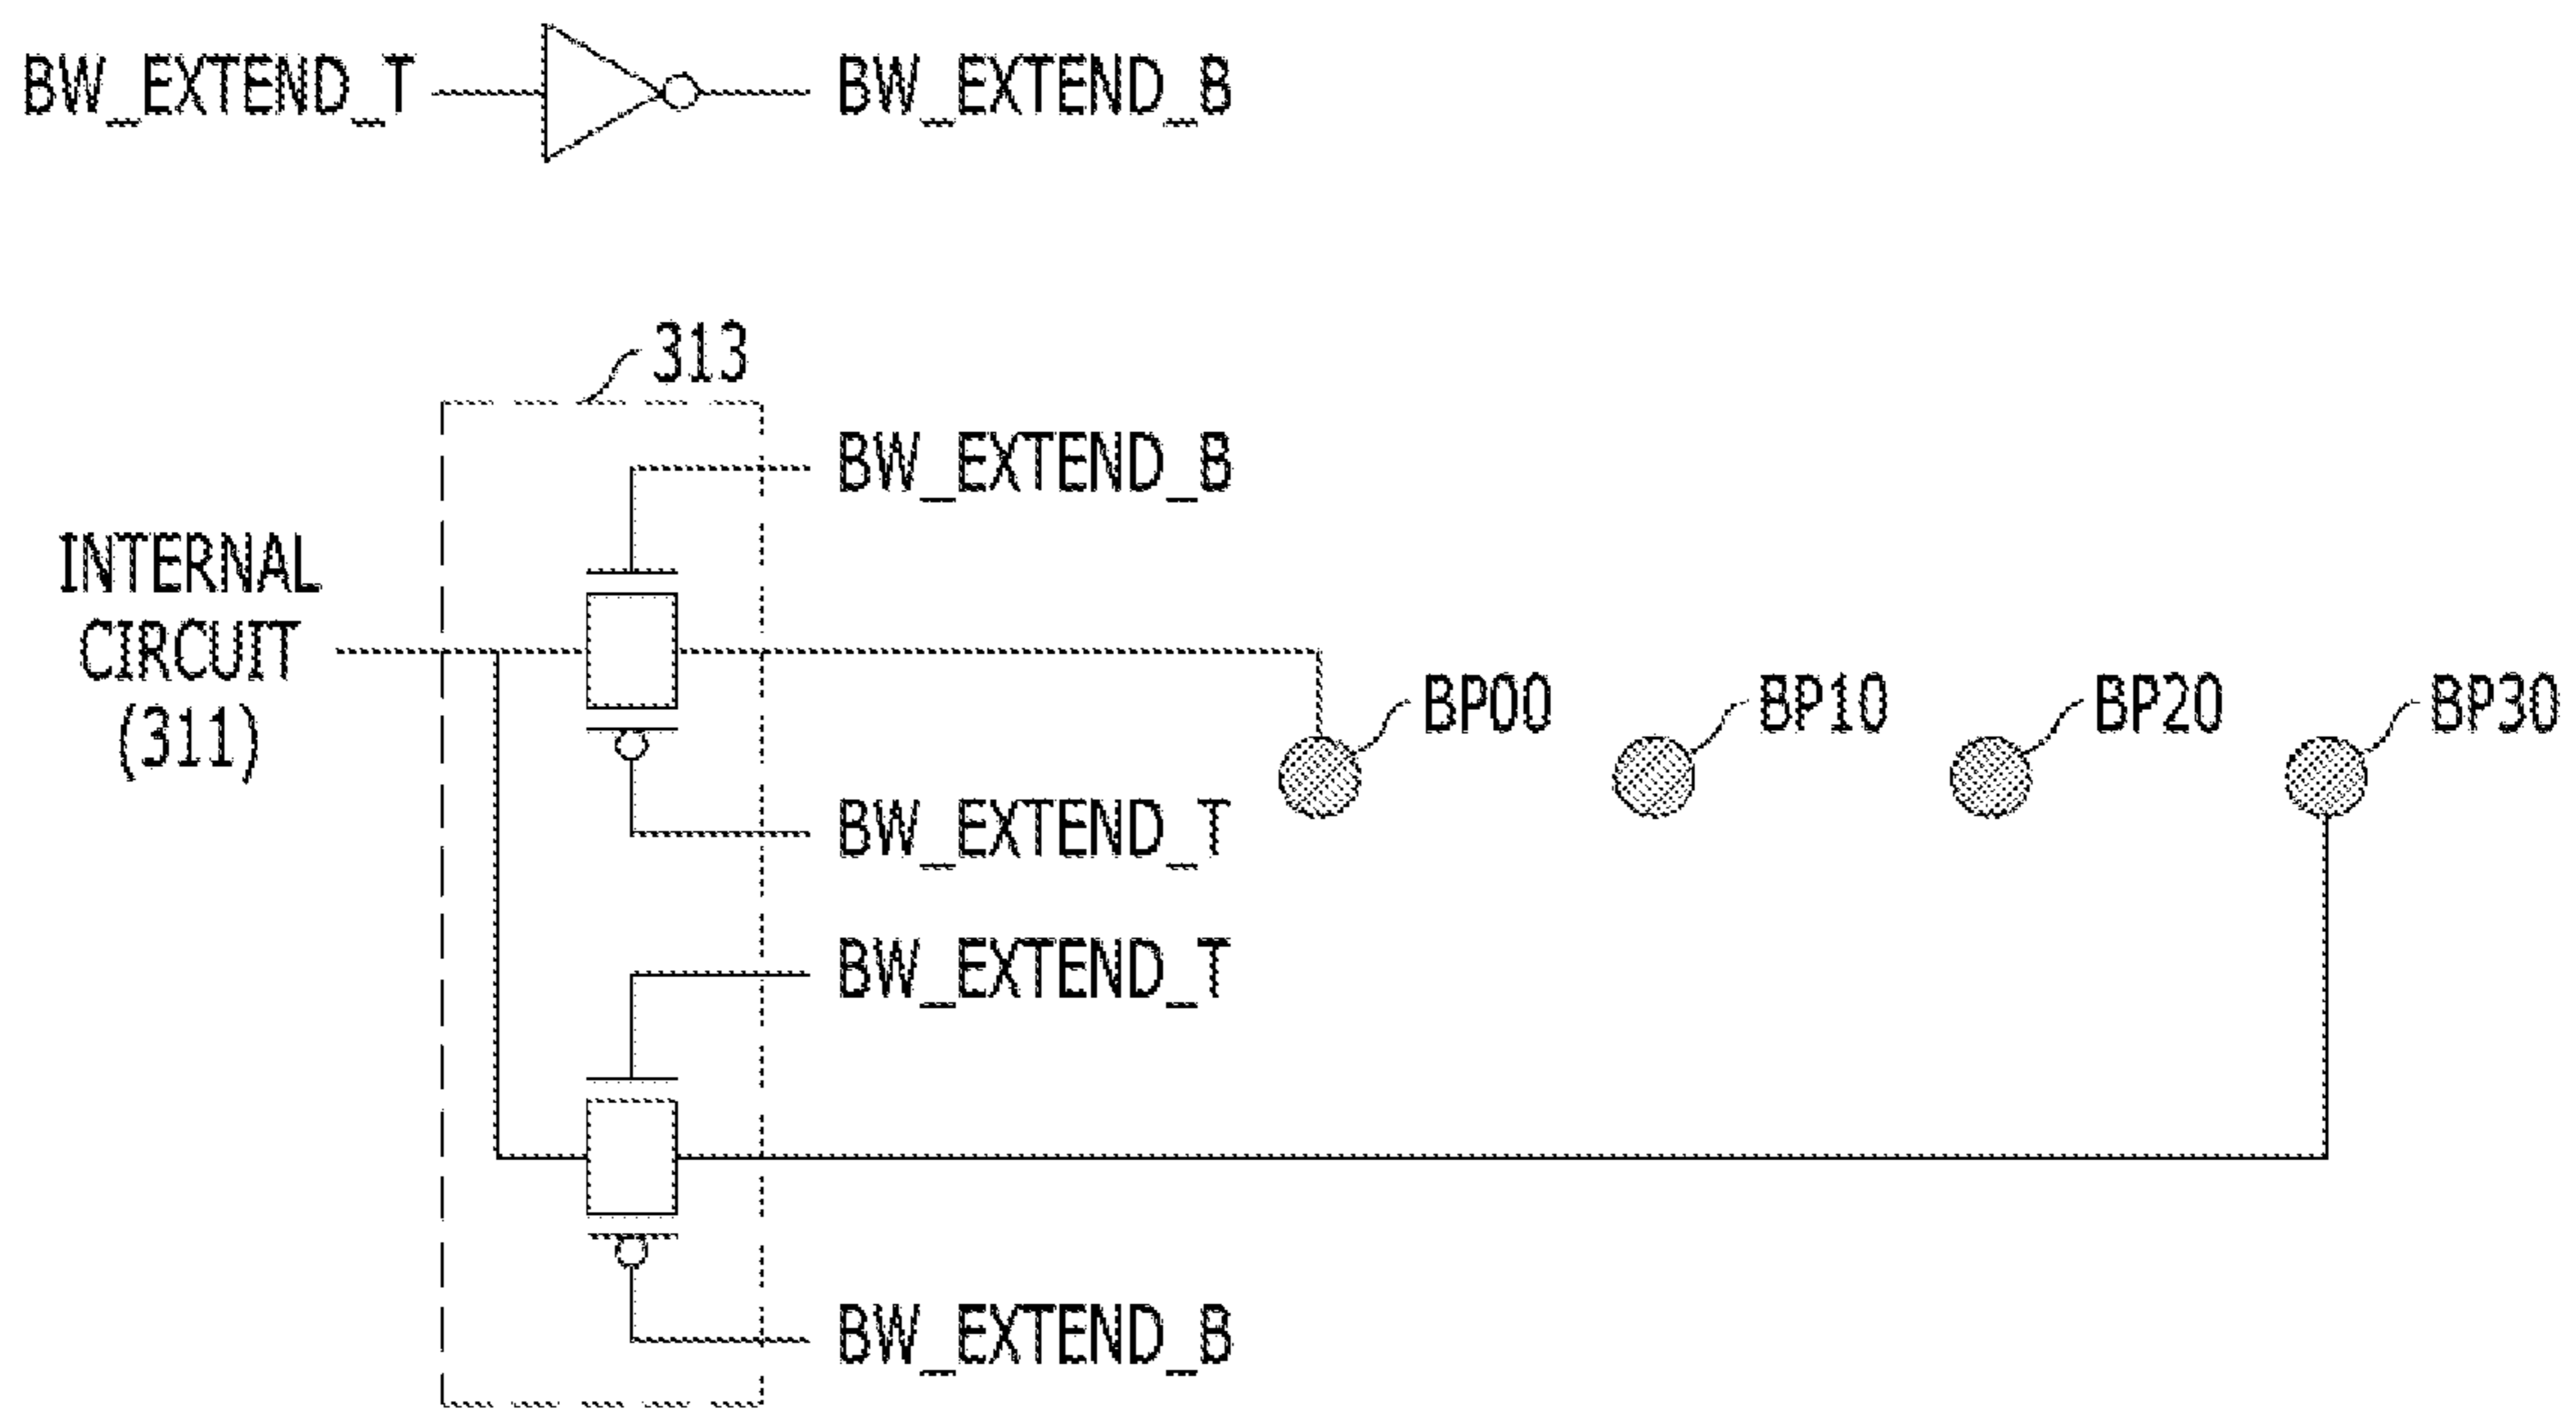 BW_EXTEND_T
BW_EXTEND_B
313
BW_EXTEND_B
INTERNAL
CIRCUIT
(311)
BP00
BP10
BP20
BP30
BW_EXTEND_T
BW_EXTEND_T
BW_EXTEND_B